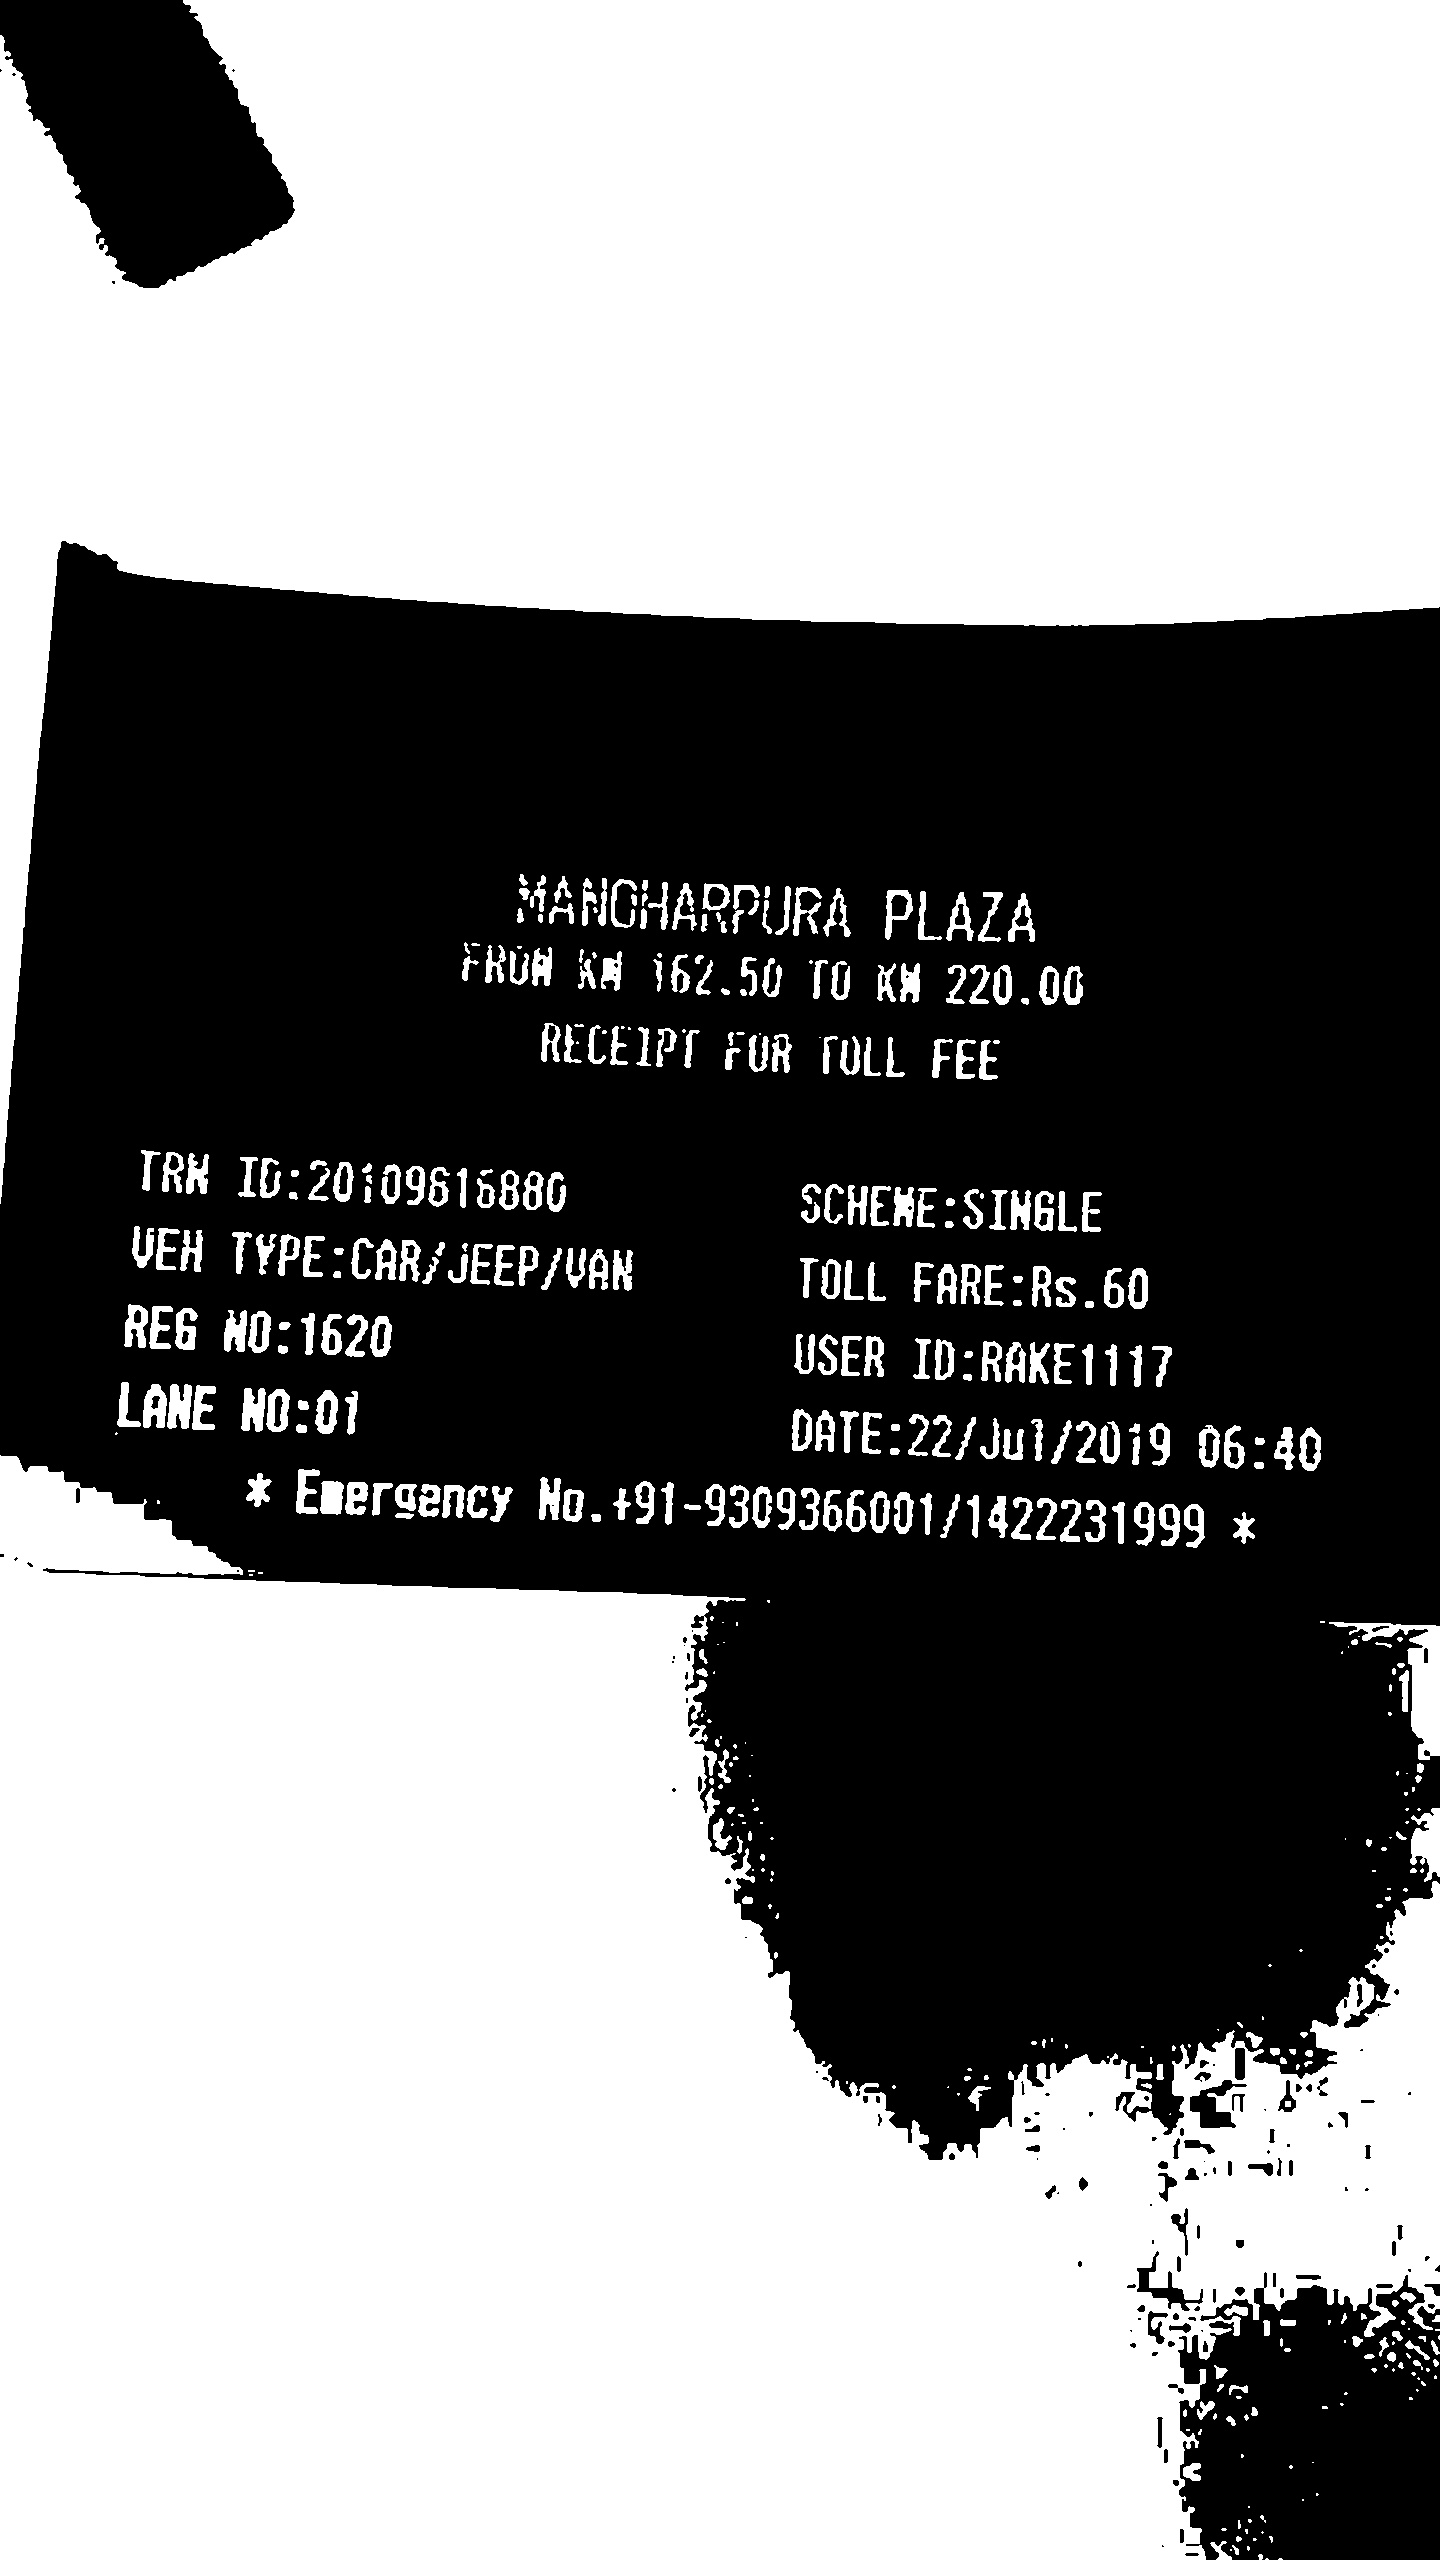 MANOHARPURA PLAZA
FROM KM 162.50 TO KM 220.00
RECEIPT FOR TOLL FEE
TRN ID:20109616880 SCHEME:SINGLE
VEH TYPE:CAR/JEEP/VAN TOLL FARE:Rs.60
REG NO:1620 USER ID:RAKE1117
LANE NO:01 DATE:22/Jul/2019 06:40
* Emergency No.+91-9309366001/1422231999 *